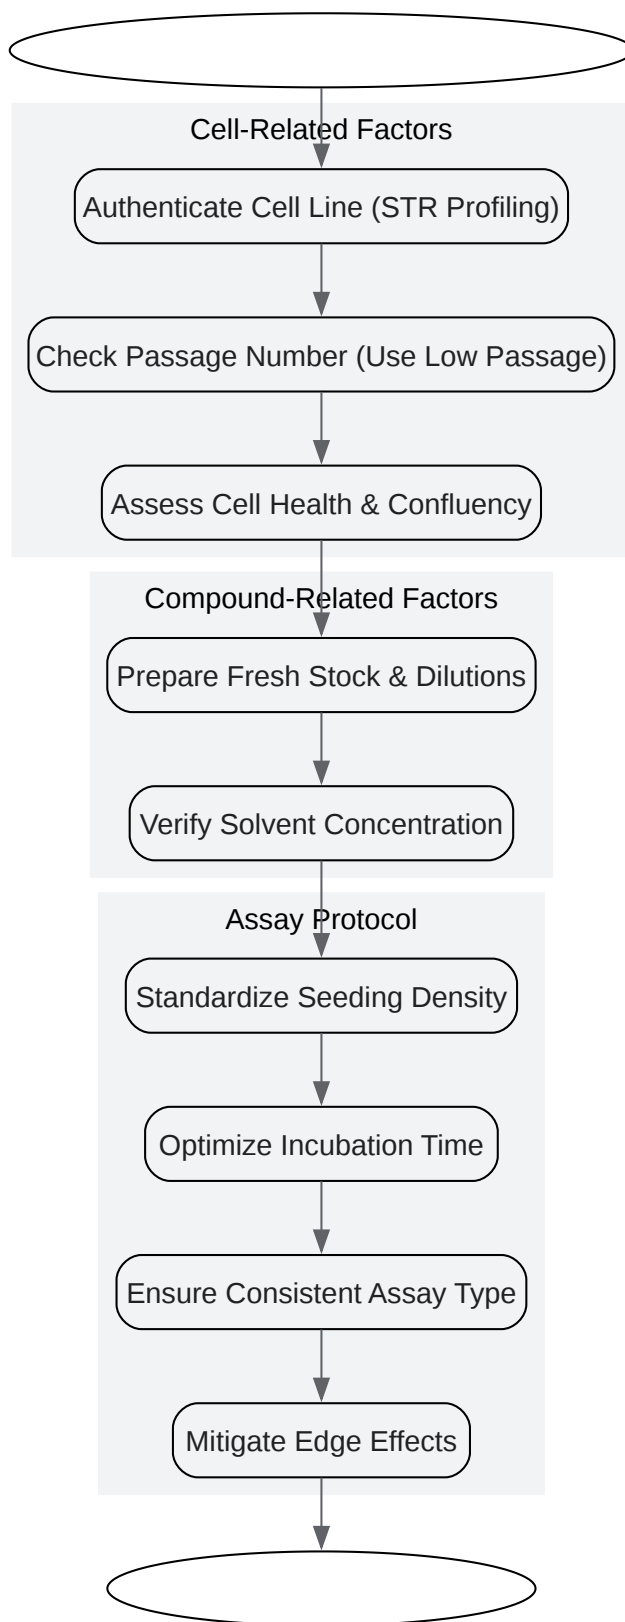 Cell-Related Factors
Authenticate Cell Line (STR Profiling)
Check Passage Number (Use Low Passage)
Assess Cell Health & Confluency
Compound-Related Factors
Prepare Fresh Stock & Dilutions
Verify Solvent Concentration
Assay Protocol
Standardize Seeding Density
Optimize Incubation Time
Ensure Consistent Assay Type
Mitigate Edge Effects